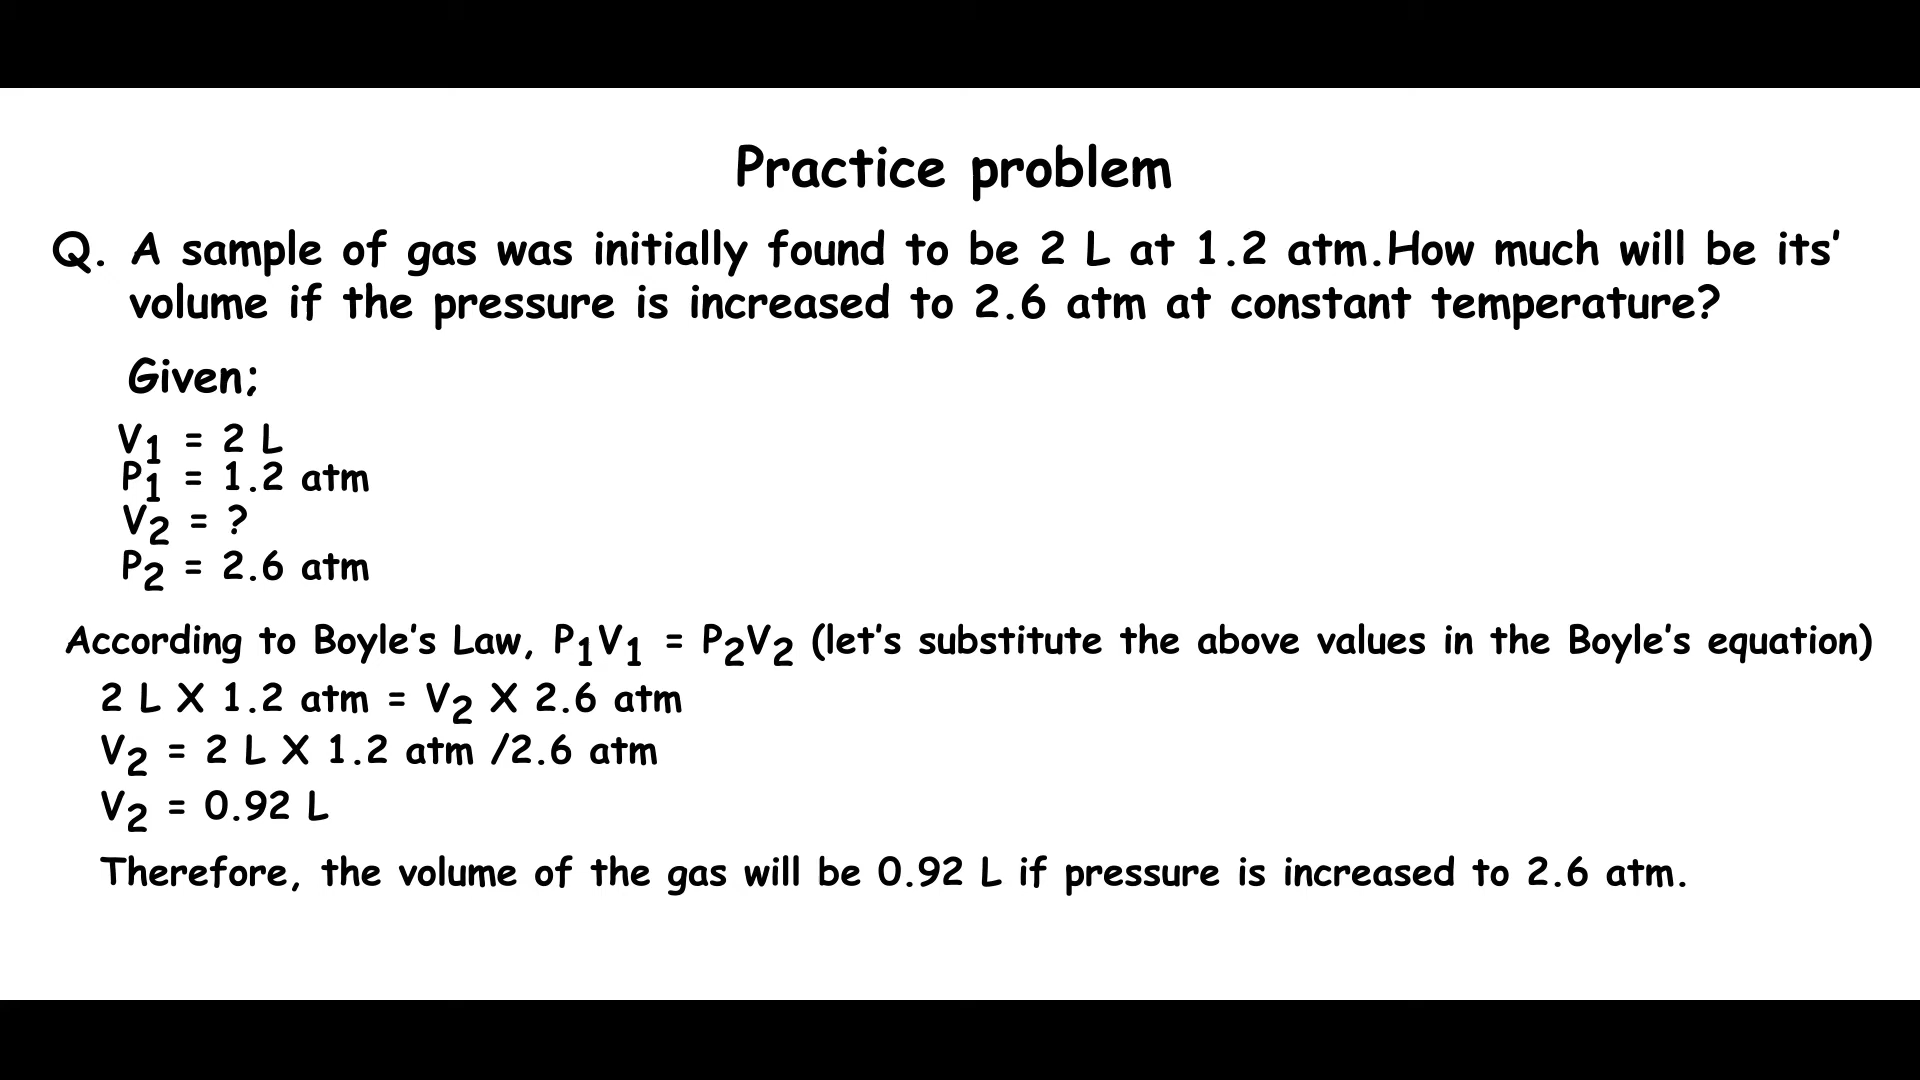 Practice problem
Q. A sample of gas was initially found to be 2 L at 1.2 atm.How much will be its’
volume if the pressure is increased to 2.6 atm at constant temperature?
Given;
V₁ = 2 L
P₁ = 1.2 atm
V₂ = ?
P₂ = 2.6 atm
According to Boyle’s Law, P₁V₁ = P₂V₂ (let’s substitute the above values in the Boyle’s equation)
2 L X 1.2 atm = V₂ X 2.6 atm
V₂ = 2 L X 1.2 atm /2.6 atm
V₂ = 0.92 L
Therefore, the volume of the gas will be 0.92 L if pressure is increased to 2.6 atm.